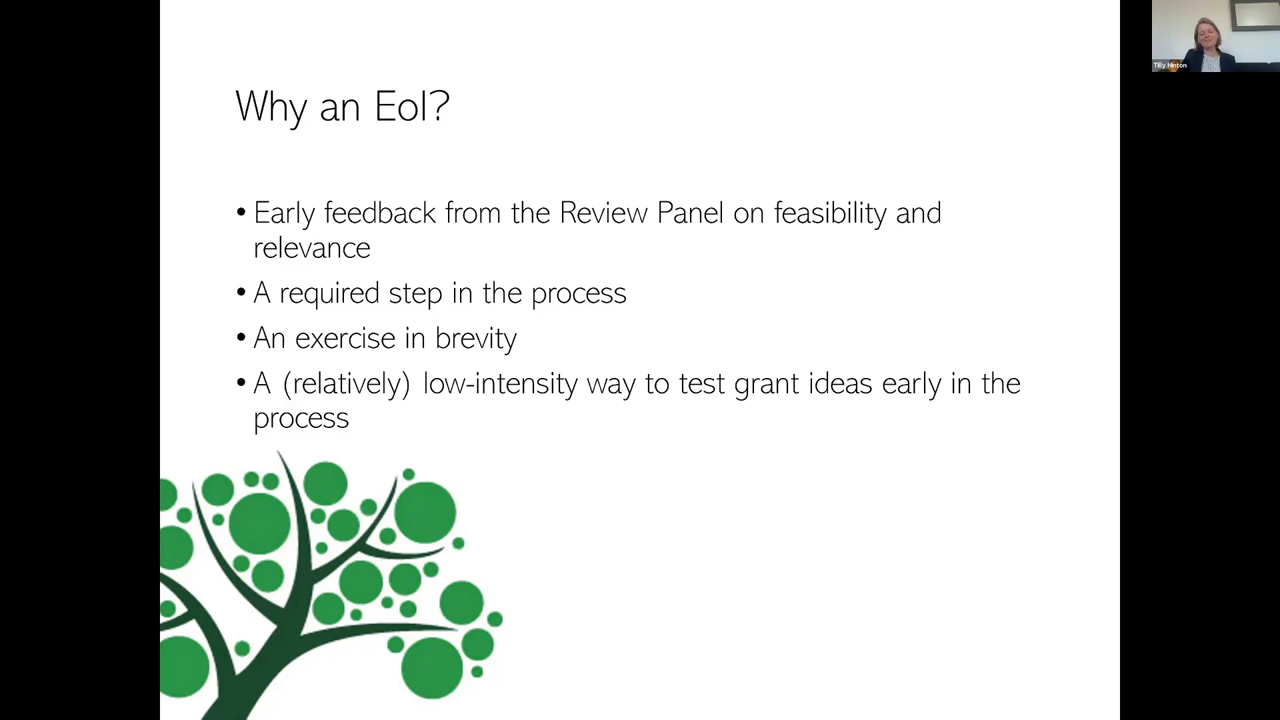 Why an EoI?
• Early feedback from the Review Panel on feasibility and
relevance
• A required step in the process
• An exercise in brevity
• A (relatively) low-intensity way to test grant ideas early in the
process
Tilly Hinton